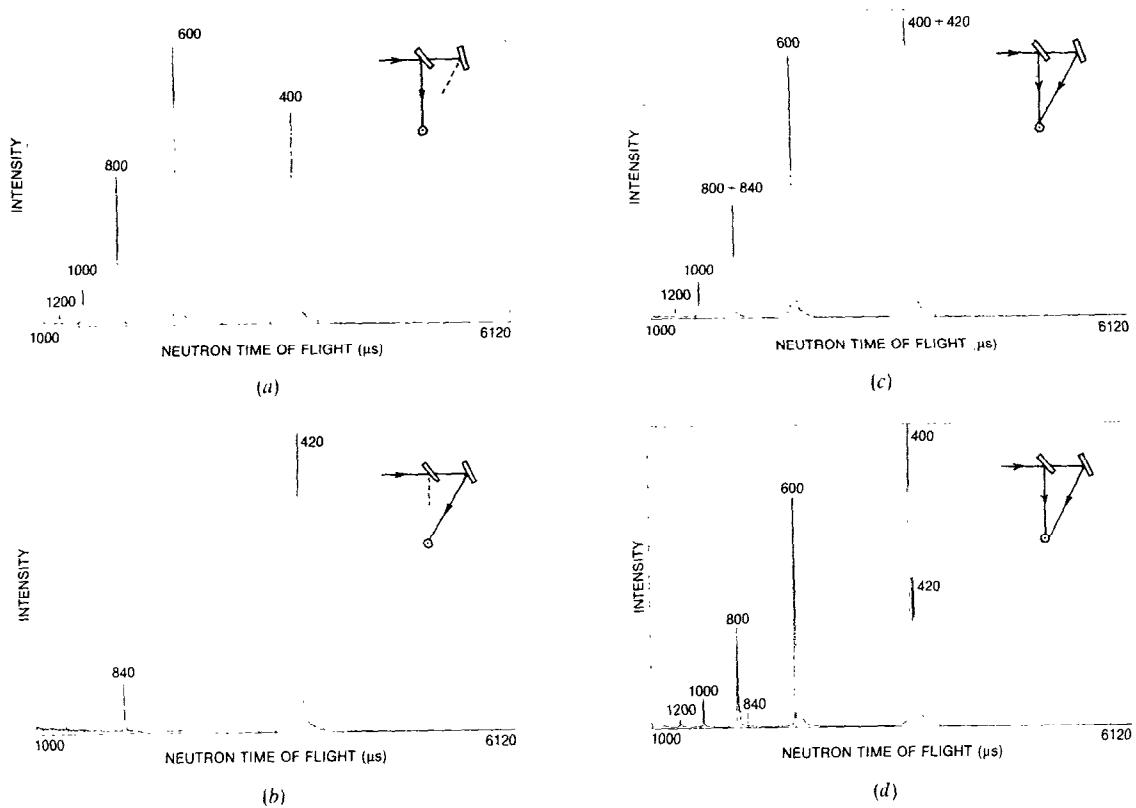 600
400
800
1000
1200
INTENSITY
1000
6120
NEUTRON TIME OF FLIGHT (µs)
(a)
420
840
INTENSITY
1000
6120
NEUTRON TIME OF FLIGHT (µs)
(b)
400 + 420
600
800 - 840
1000
1200
INTENSITY
1000
6120
NEUTRON TIME OF FLIGHT ,µs)
(c)
400
600
420
800
1000
840
1200
INTENSITY
1000
6120
NEUTRON TIME OF FLIGHT (µs)
(d)